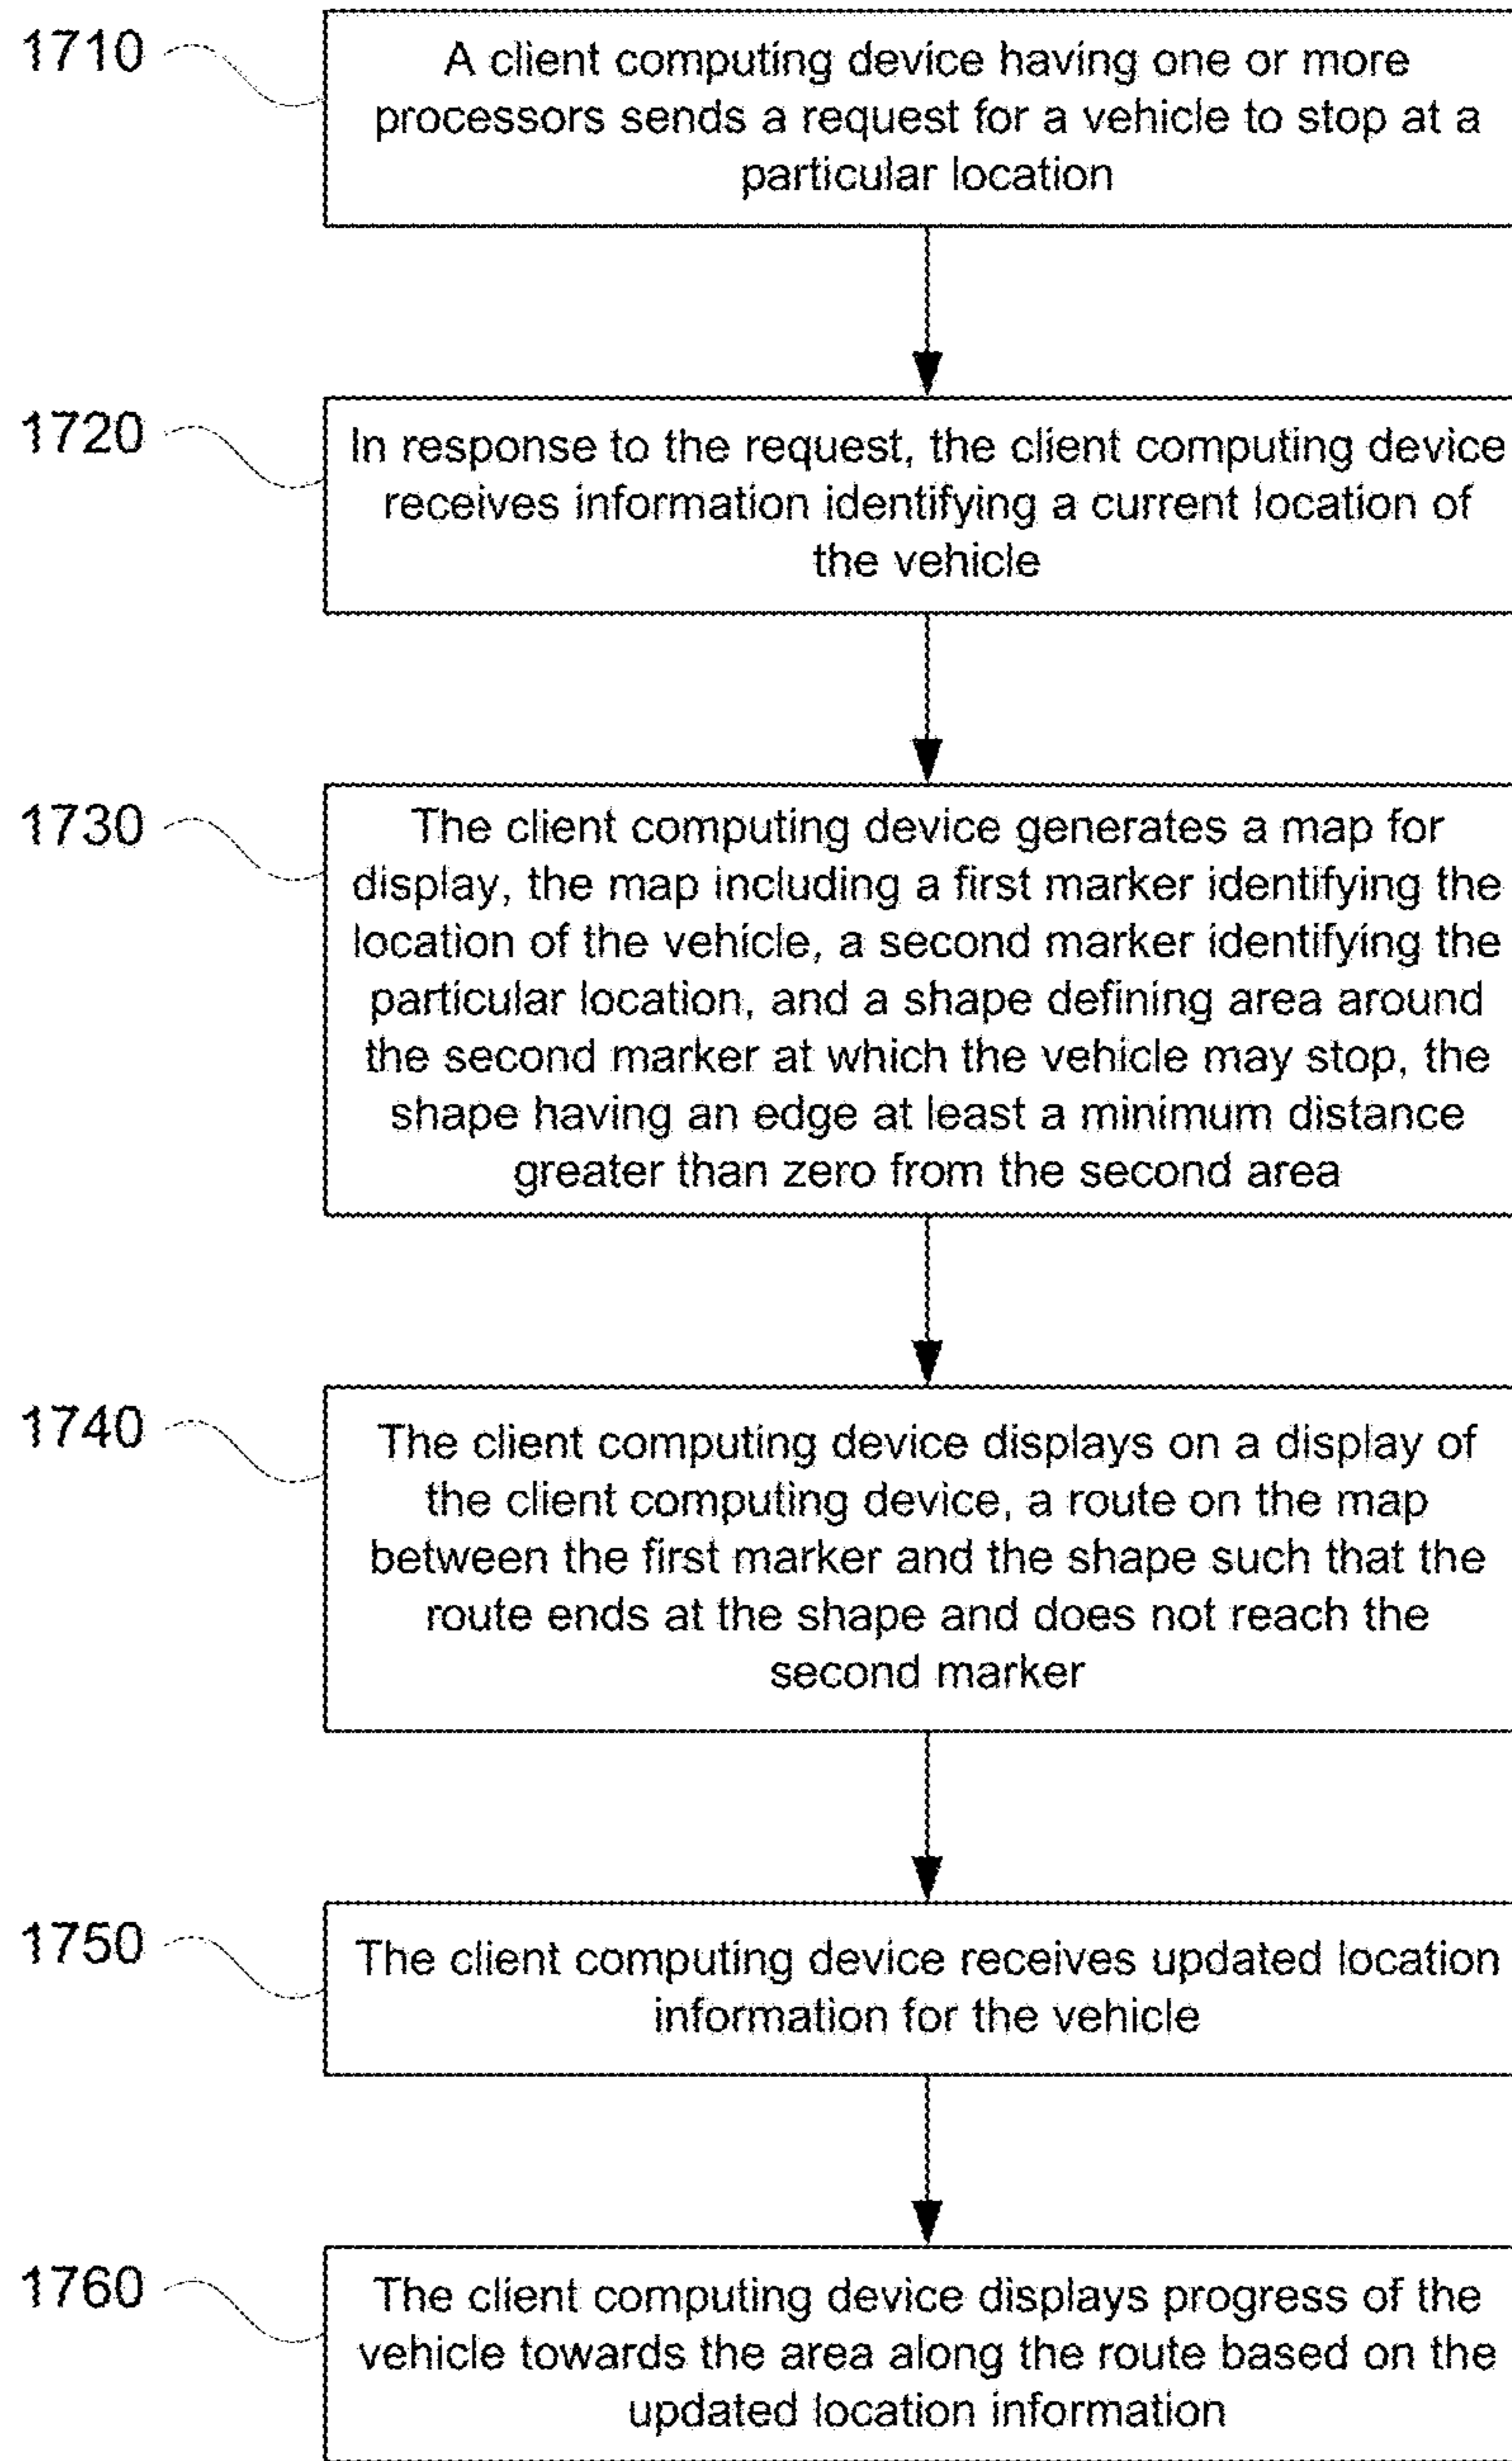 1710
A client computing device having one or more
processors sends a request for a vehicle to stop at a
particular location
1720
In response to the request, the client computing device
receives information identifying a current location of
the vehicle
1730
The client computing device generates a map for
display, the map including a first marker identifying the
location of the vehicle, a second marker identifying the
particular location, and a shape defining area around
the second marker at which the vehicle may stop, the
shape having an edge at least a minimum distance
greater than zero from the second area
1740
The client computing device displays on a display of
the client computing device, a route on the map
between the first marker and the shape such that the
route ends at the shape and does not reach the
second marker
1750
The client computing device receives updated location
information for the vehicle
1760
The client computing device displays progress of the
vehicle towards the area along the route based on the
updated location information